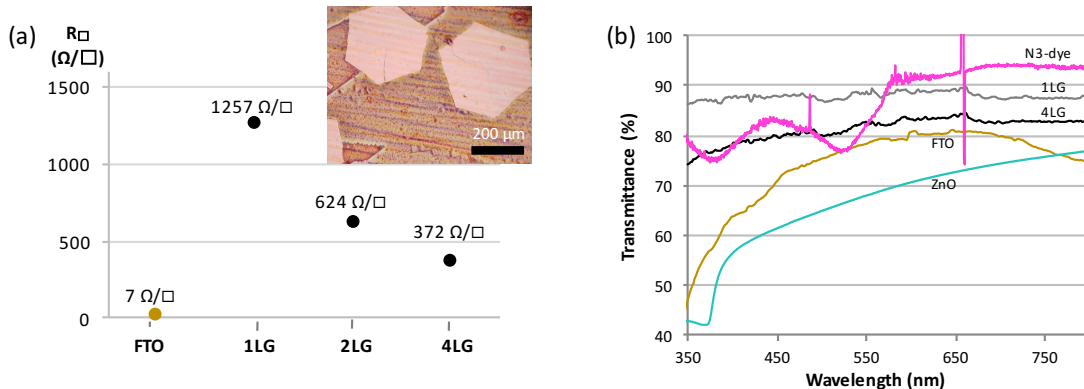 (a)
R□
(Ω/□)
1500
1000
500
0
1257 Ω/□
624 Ω/□
372 Ω/□
7 Ω/□
FTO 1LG 2LG 4LG
200 µm
(b)
Transmittance (%)
100
90
80
70
60
50
40
N3-dye
1LG
4LG
FTO
ZnO
350 450 550 650 750
Wavelength (nm)